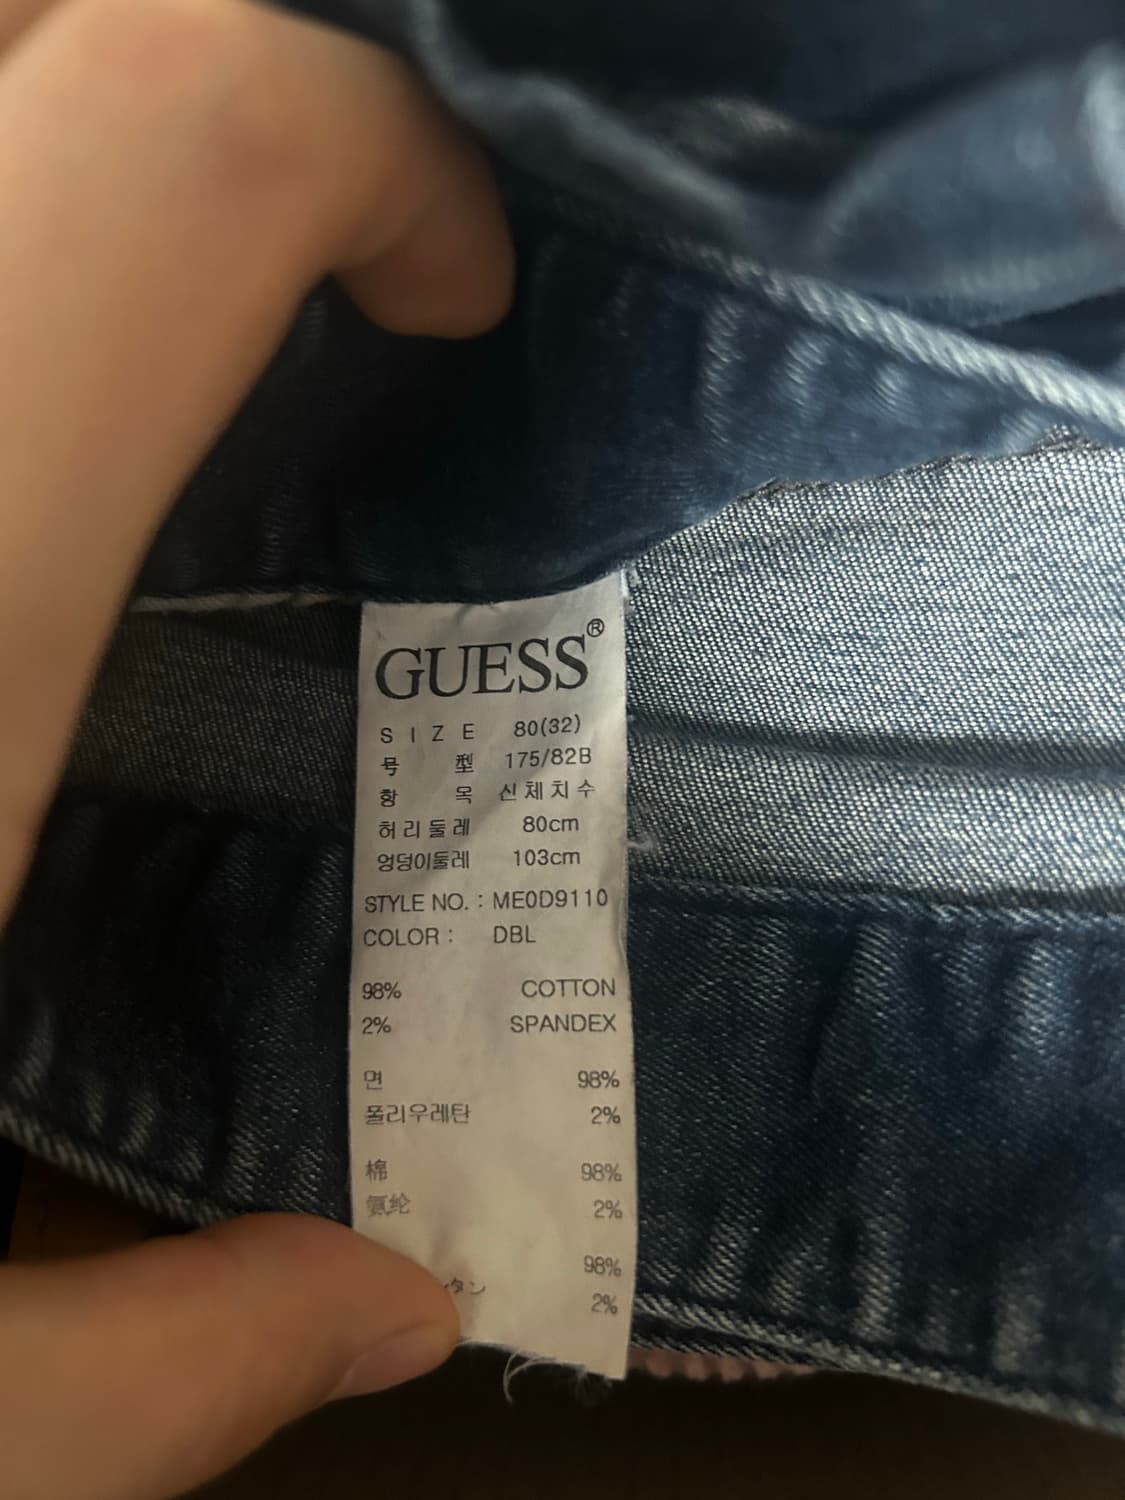 GUESS®
SIZE 80(32)
号型 175/82B
항목 신체치수
허리둘레 80cm
엉덩이둘레 103cm
STYLE NO. : ME0D9110
COLOR : DBL
98% COTTON
2% SPANDEX
면 98%
폴리우레탄 2%
棉 98%
氨纶 2%
98%
タン 2%